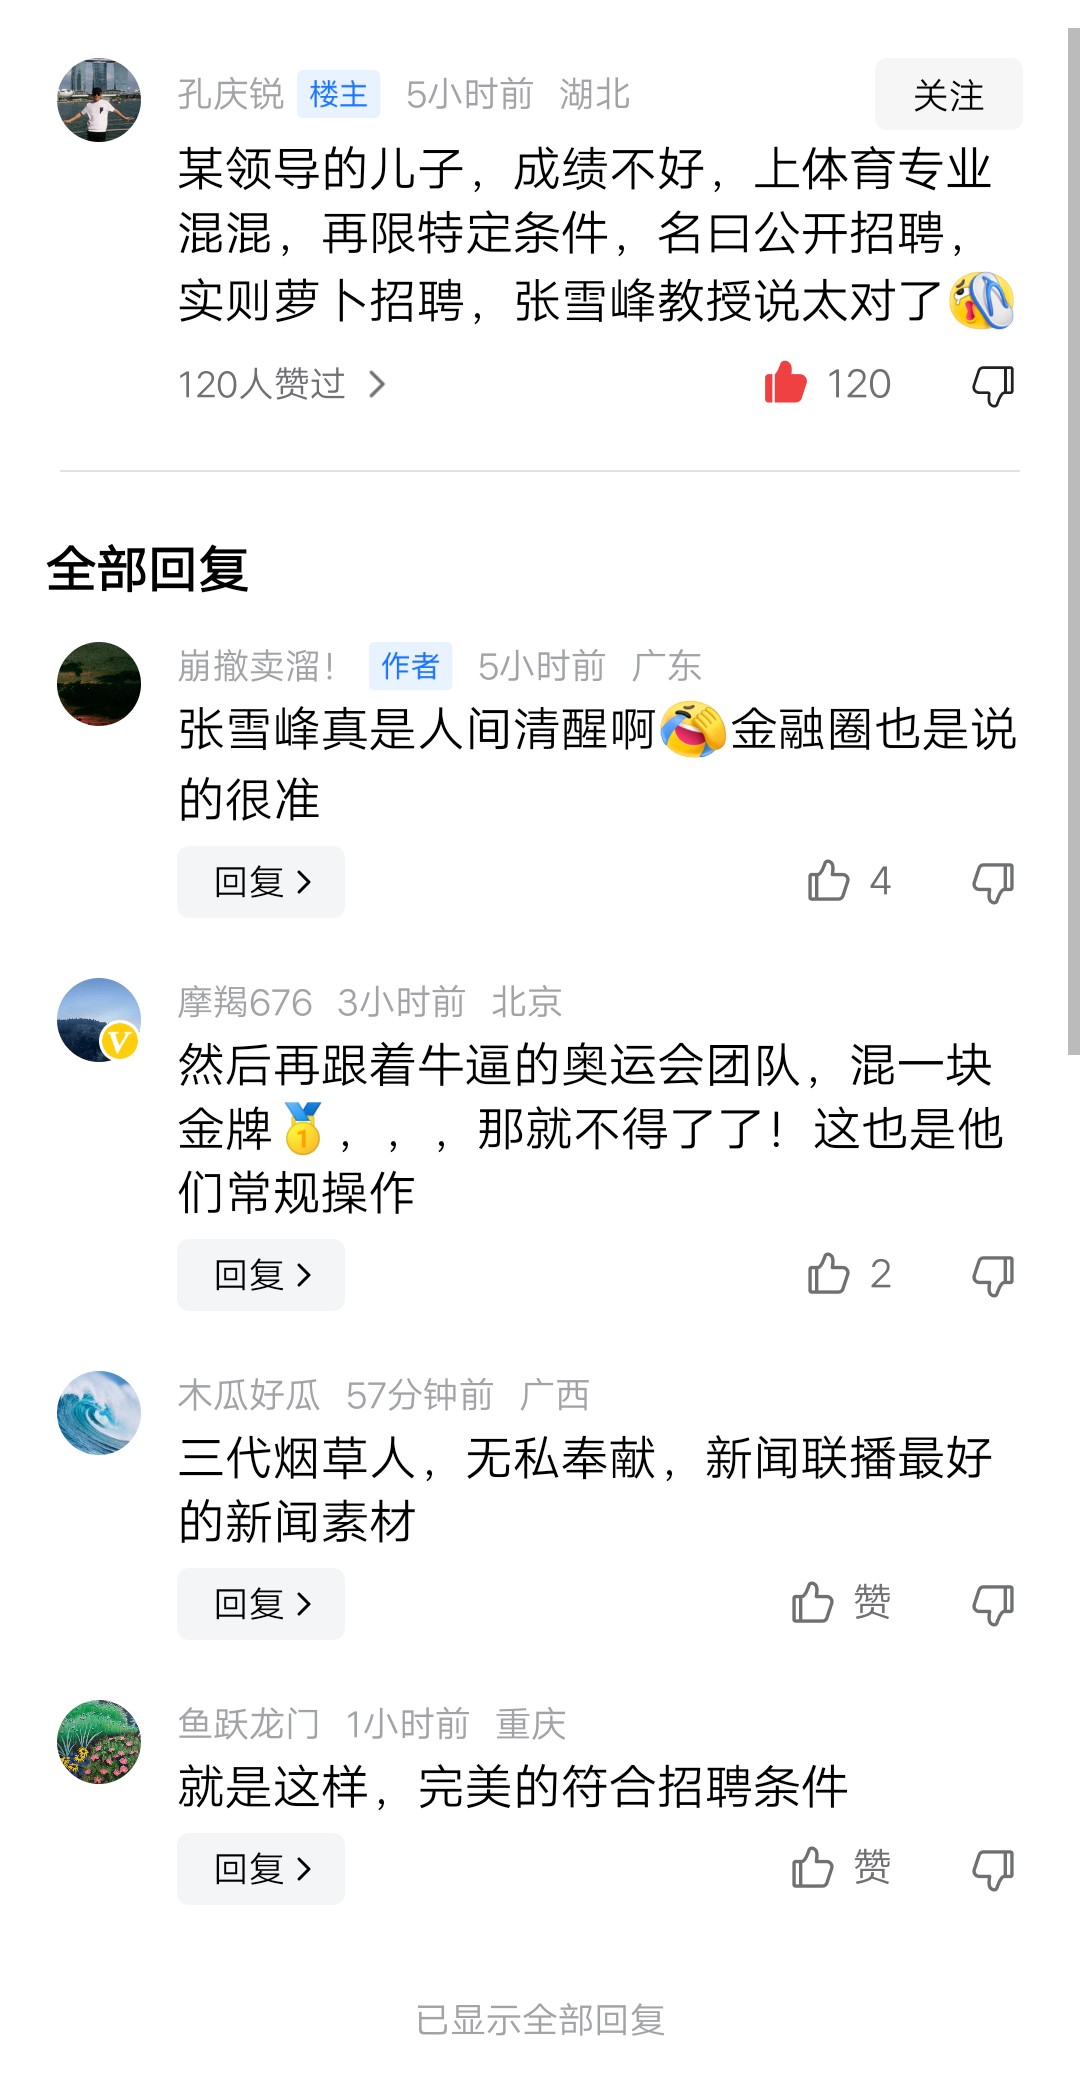 孔庆锐 楼主 5小时前 湖北 关注
某领导的儿子，成绩不好，上体育专业
混混，再限特定条件，名曰公开招聘，
实则萝卜招聘，张雪峰教授说太对了
120人赞过 120
全部回复
崩撤卖溜！ 作者 5小时前 广东
张雪峰真是人间清醒啊🤣金融圈也是说
的很准
回复 4
摩羯676 3小时前 北京
然后再跟着牛逼的奥运会团队，混一块
金牌🥇，，，那就不得了了！这也是他
们常规操作
回复 2
木瓜好瓜 57分钟前 广西
三代烟草人，无私奉献，新闻联播最好
的新闻素材
回复 赞
鱼跃龙门 1小时前 重庆
就是这样，完美的符合招聘条件
回复 赞
已显示全部回复